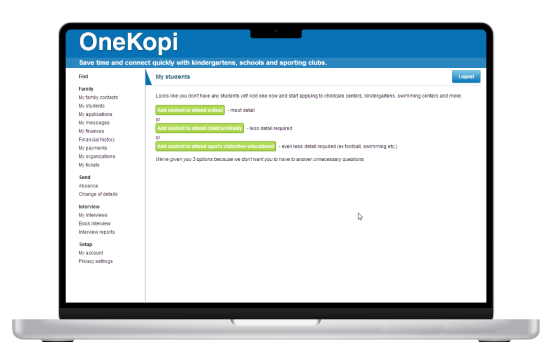 OneKopi
Save time and connect quickly with kindergartens, schools and sporting clubs.
Find
Family
My family contacts
My students
My applications
My messages
My finances
Financial history
My payments
My organizations
My tickets
Send
Absence
Change of details
Interview
My interviews
Book interview
Interview reports
Setup
My account
Privacy settings
My students
Logout
Looks like you don't have any students yet! Add one now and start applying to childcare centers, kindergartens, swimming centers and more.
Add student to attend school - most detail
or
Add student to attend childcare/kindy - less detail required
or
Add student to attend sports club/other educational - even less detail required (ex football, swimming etc.)
We've given you 3 options because we don't want you to have to answer unnecessary questions